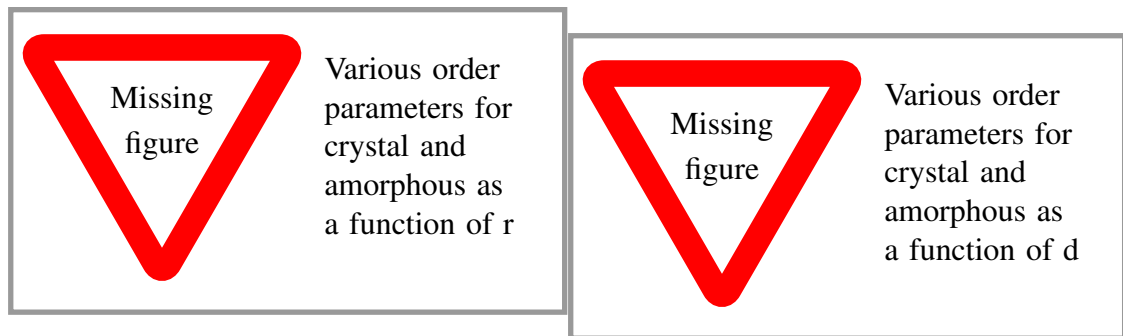 Missing
figure
Various order
parameters for
crystal and
amorphous as
a function of r
Missing
figure
Various order
parameters for
crystal and
amorphous as
a function of d